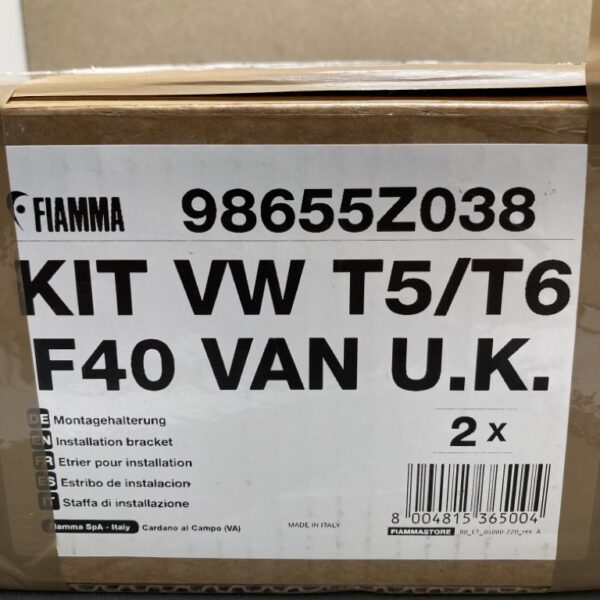 FIAMMA 98655Z038
KIT VW T5/T6
F40 VAN U.K.
DE Montagehalterung
EN Installation bracket
FR Etrier pour installation
ES Estribo de instalacion
IT Staffa di installazione
2 x
Fiamma SpA - Italy Cardano al Campo (VA)
MADE IN ITALY
8 004815 365004
FIAMMASTORE